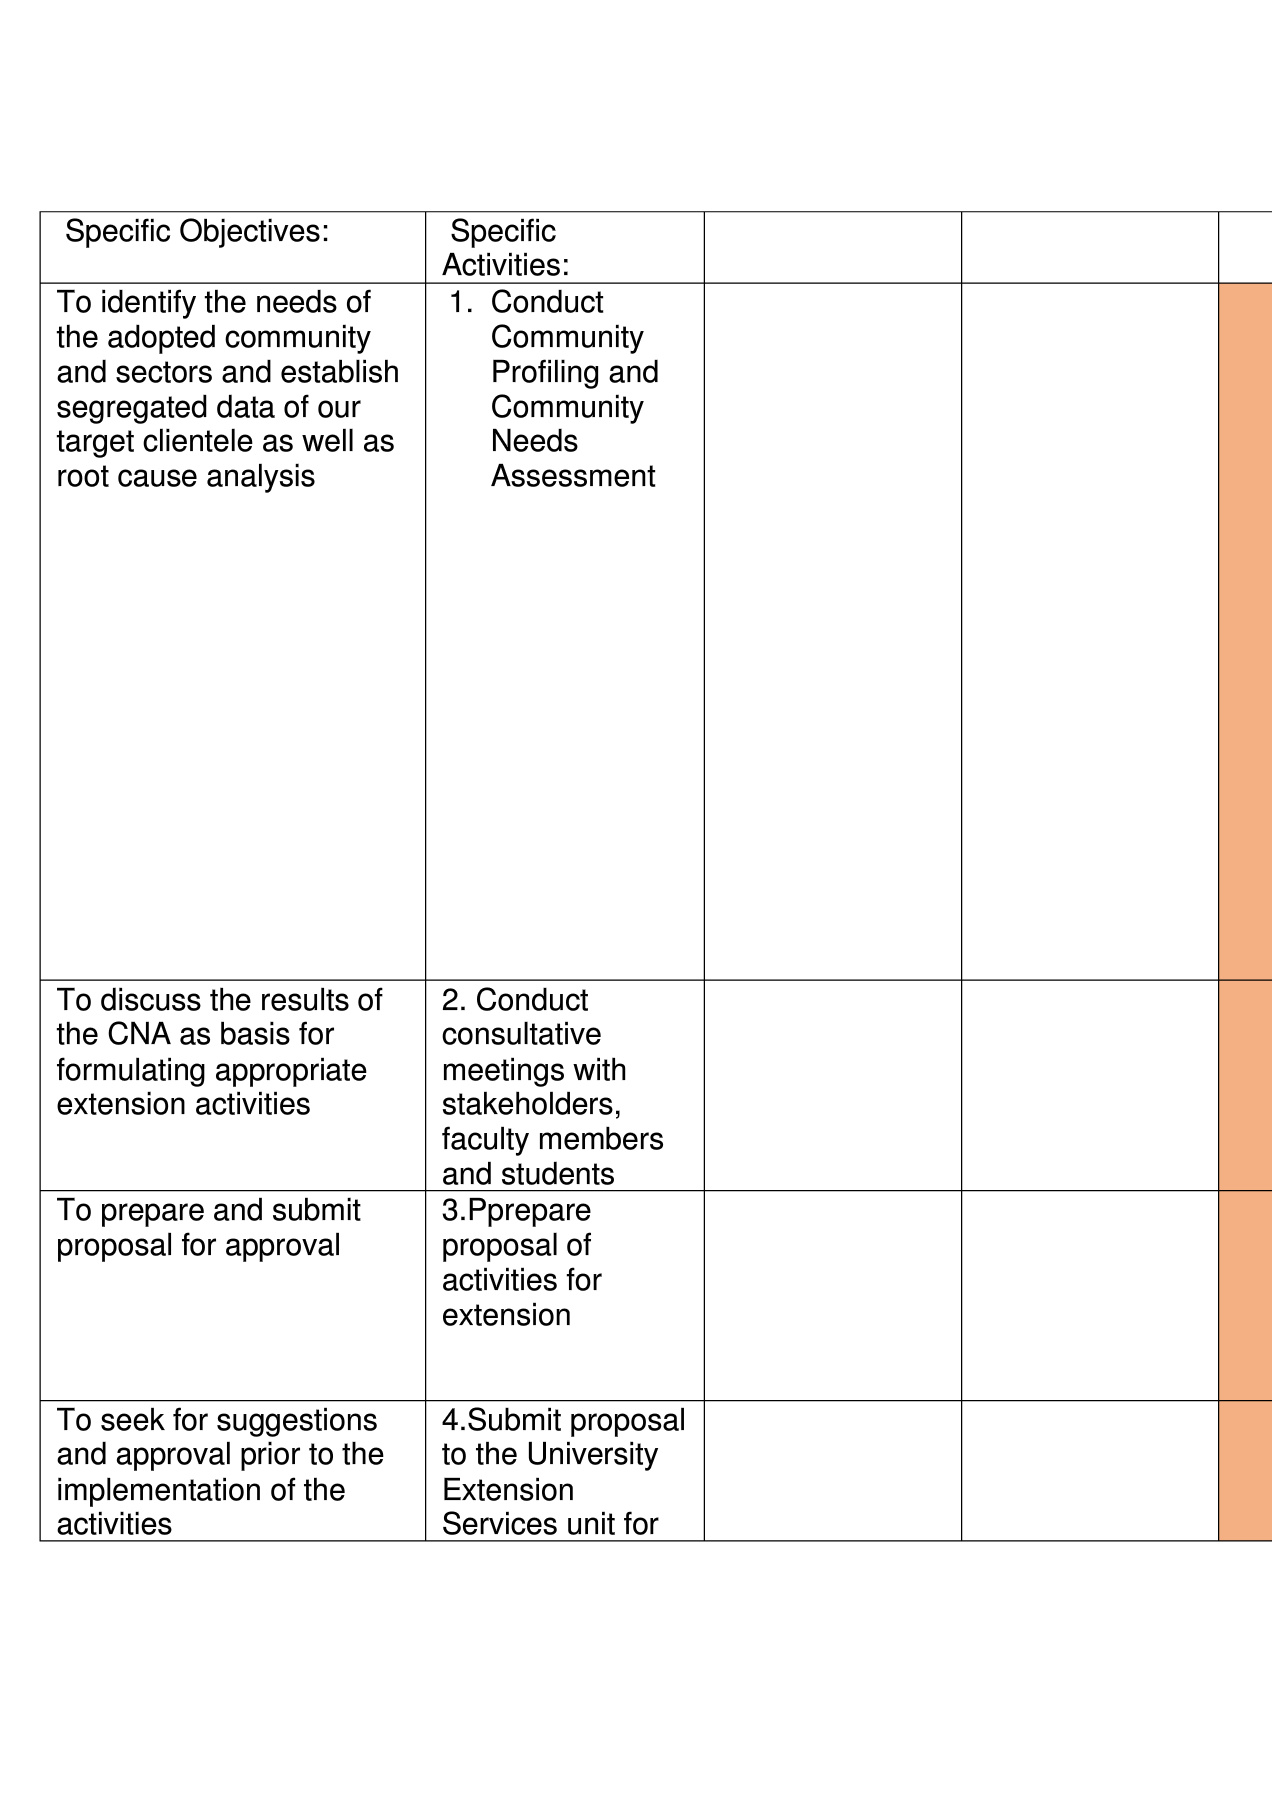 Specific Objectives:
Specific
Activities:
To identify the needs of
the adopted community
and sectors and establish
segregated data of our
target clientele as well as
root cause analysis
1. Conduct
Community
Profiling and
Community
Needs
Assessment
To discuss the results of
the CNA as basis for
formulating appropriate
extension activities
2. Conduct
consultative
meetings with
stakeholders,
faculty members
and students
To prepare and submit
proposal for approval
3.Pprepare
proposal of
activities for
extension
To seek for suggestions
and approval prior to the
implementation of the
activities
4.Submit proposal
to the University
Extension
Services unit for